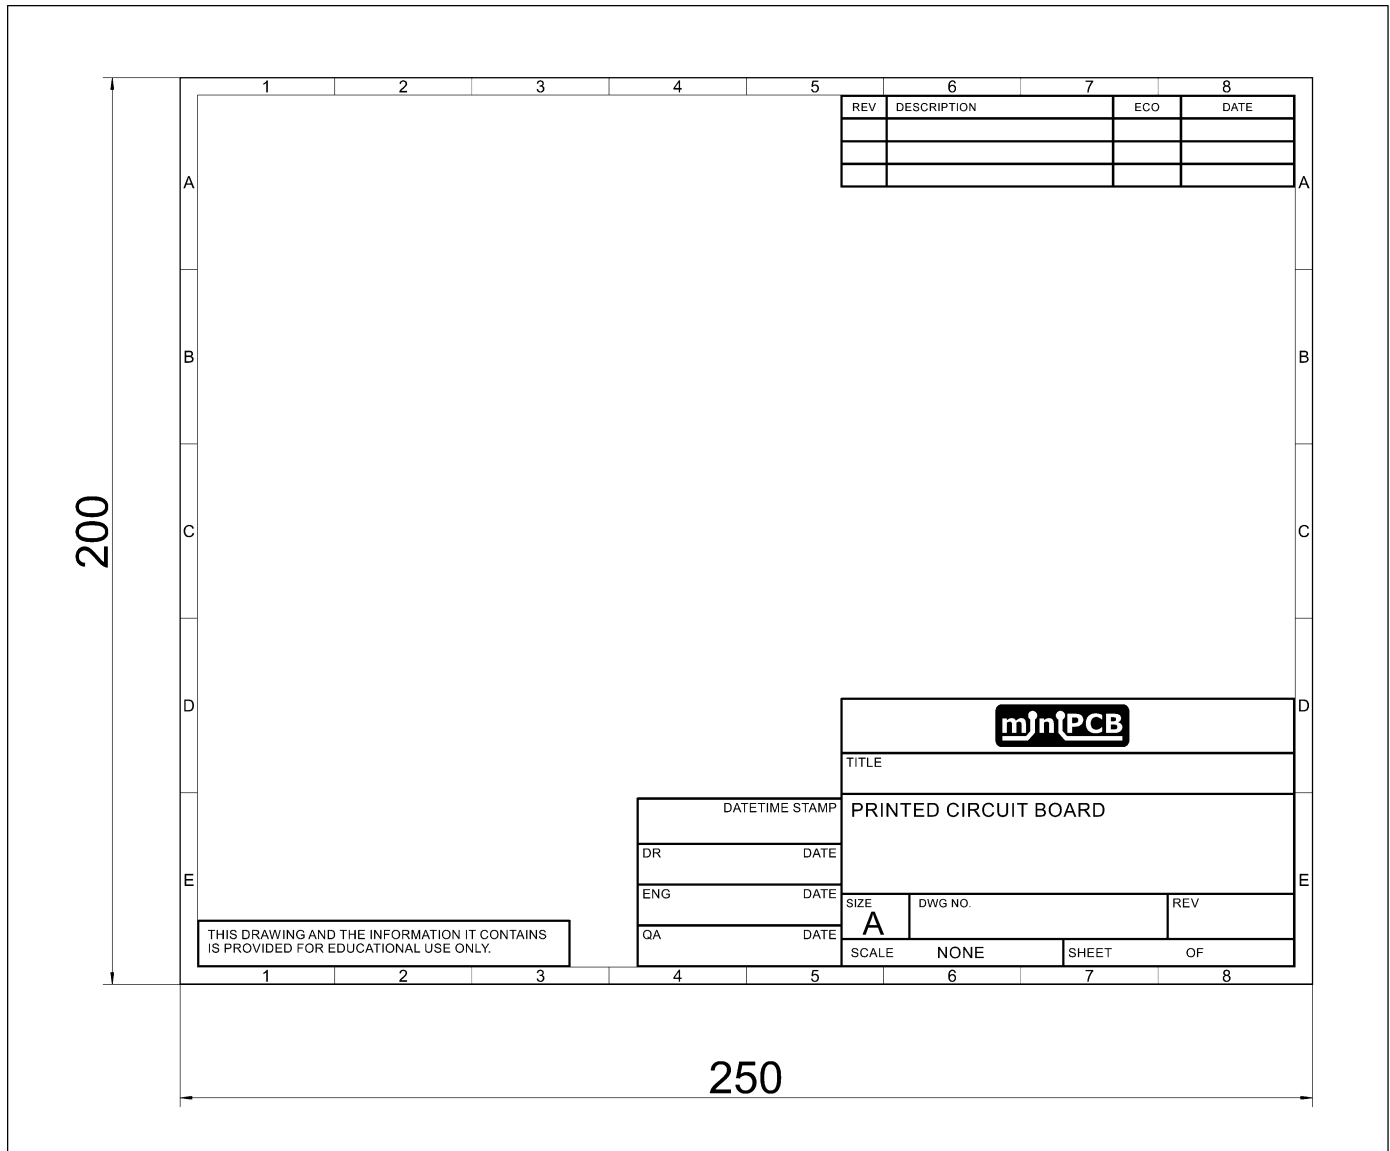 1 2 3 4 5 6 7 8
REV DESCRIPTION ECO DATE
A A
B B
200
C C
D D
miniPCB
TITLE
DATETIME STAMP
PRINTED CIRCUIT BOARD
DR DATE
E E
ENG DATE
SIZE DWG NO. REV
A
THIS DRAWING AND THE INFORMATION IT CONTAINS
IS PROVIDED FOR EDUCATIONAL USE ONLY.
QA DATE
SCALE NONE SHEET OF
1 2 3 4 5 6 7 8
250